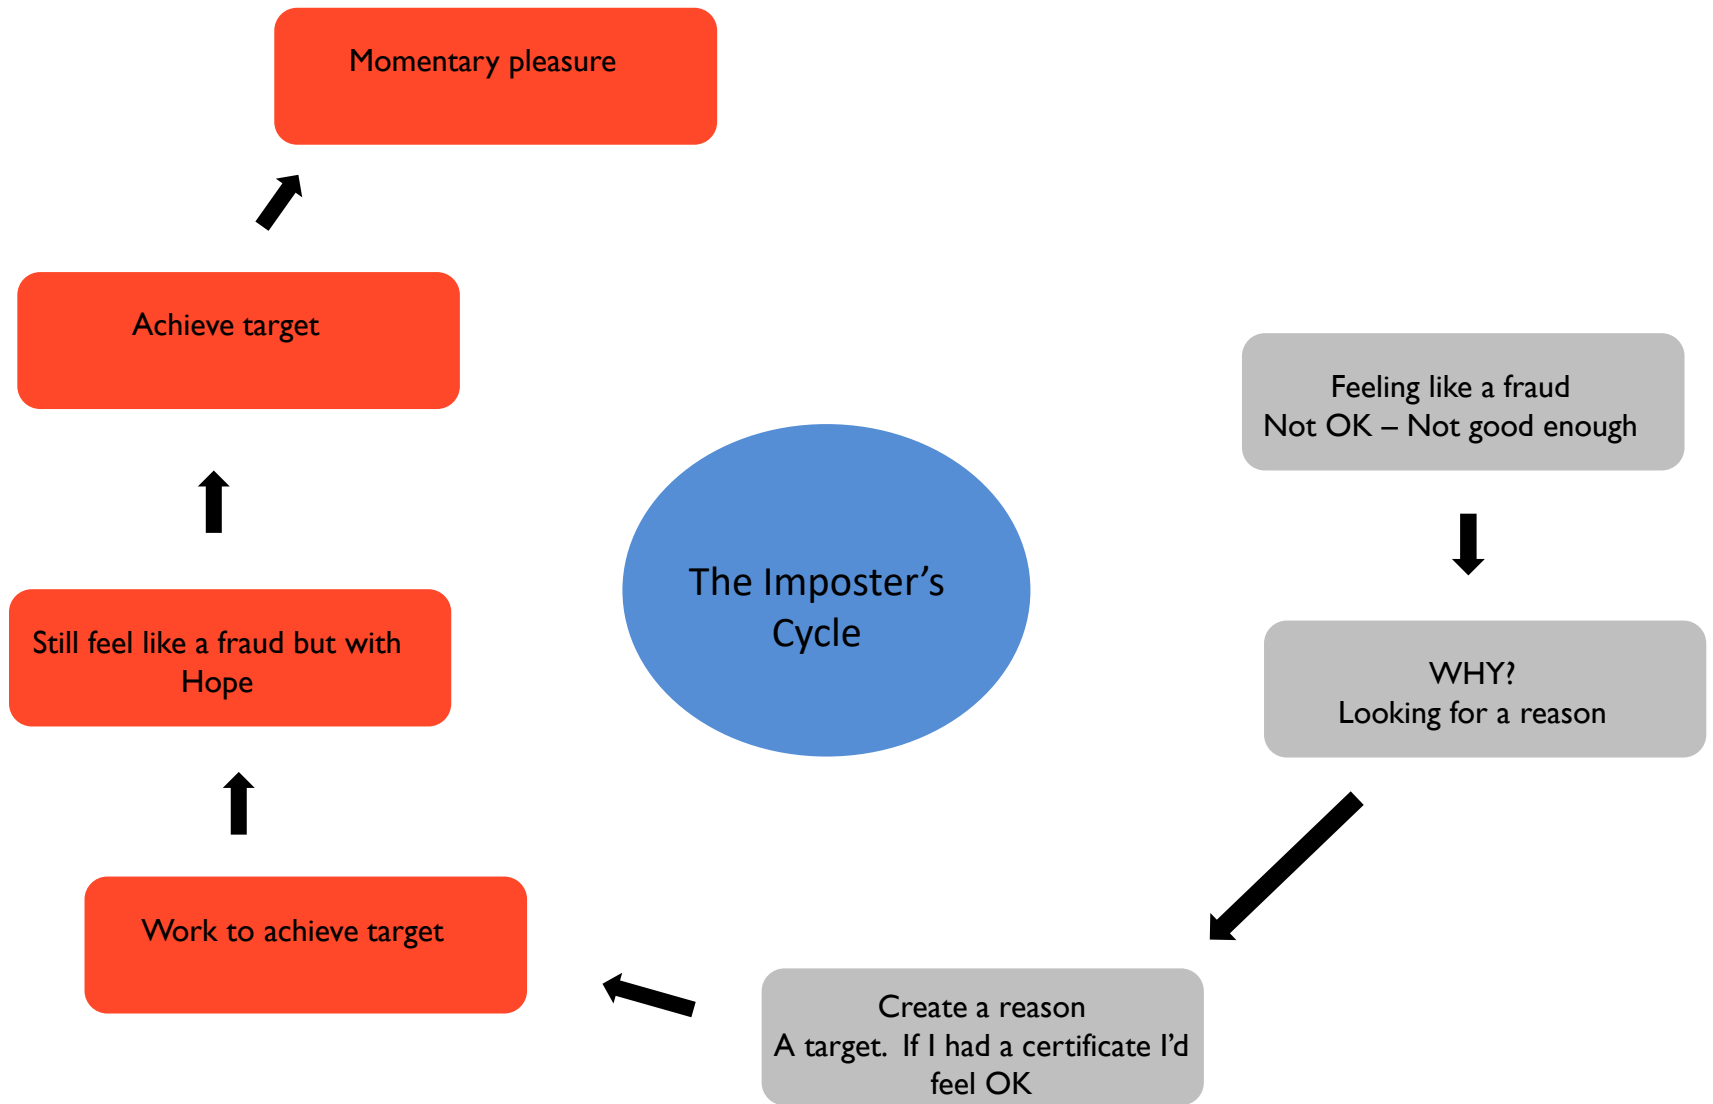 Momentary pleasure
Achieve target
Feeling like a fraud
Not OK – Not good enough
The Imposter’s
Cycle
Still feel like a fraud but with
Hope
WHY?
Looking for a reason
Work to achieve target
Create a reason
A target.  If I had a certificate I’d
feel OK